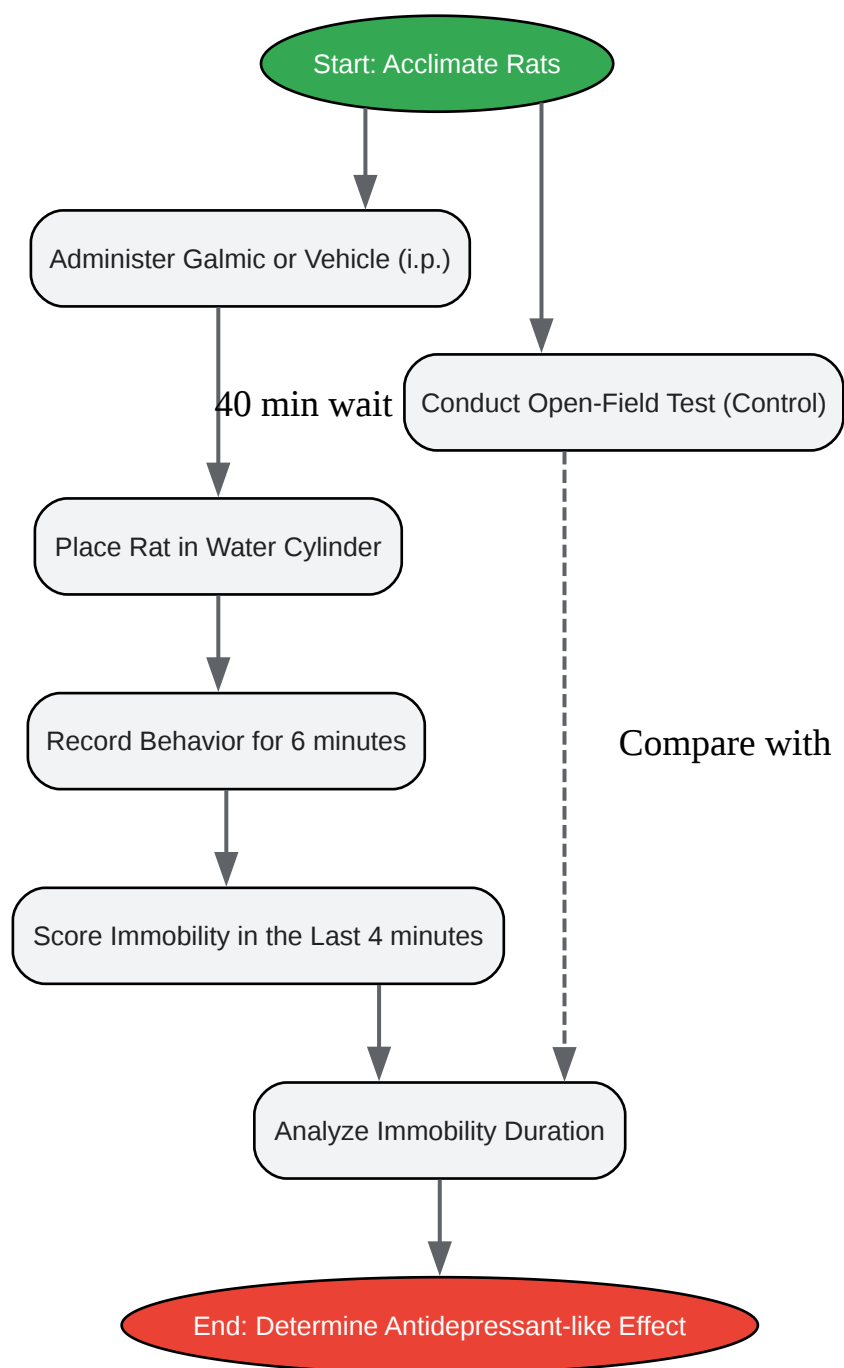 Start: Acclimate Rats
Administer Galmic or Vehicle (i.p.)
40 min wait
Conduct Open-Field Test (Control)
Place Rat in Water Cylinder
Record Behavior for 6 minutes
Compare with
Score Immobility in the Last 4 minutes
Analyze Immobility Duration
End: Determine Antidepressant-like Effect